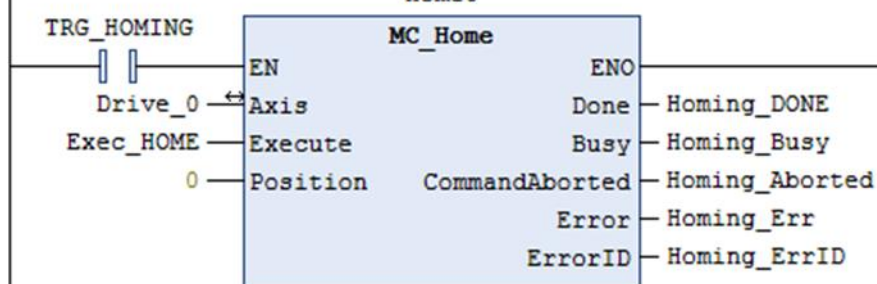 TRG_HOMING
MC_Home
EN ENO
Drive_0 Axis Done Homing_DONE
Exec_HOME Execute Busy Homing_Busy
0 Position CommandAborted Homing_Aborted
Error Homing_Err
ErrorID Homing_ErrID